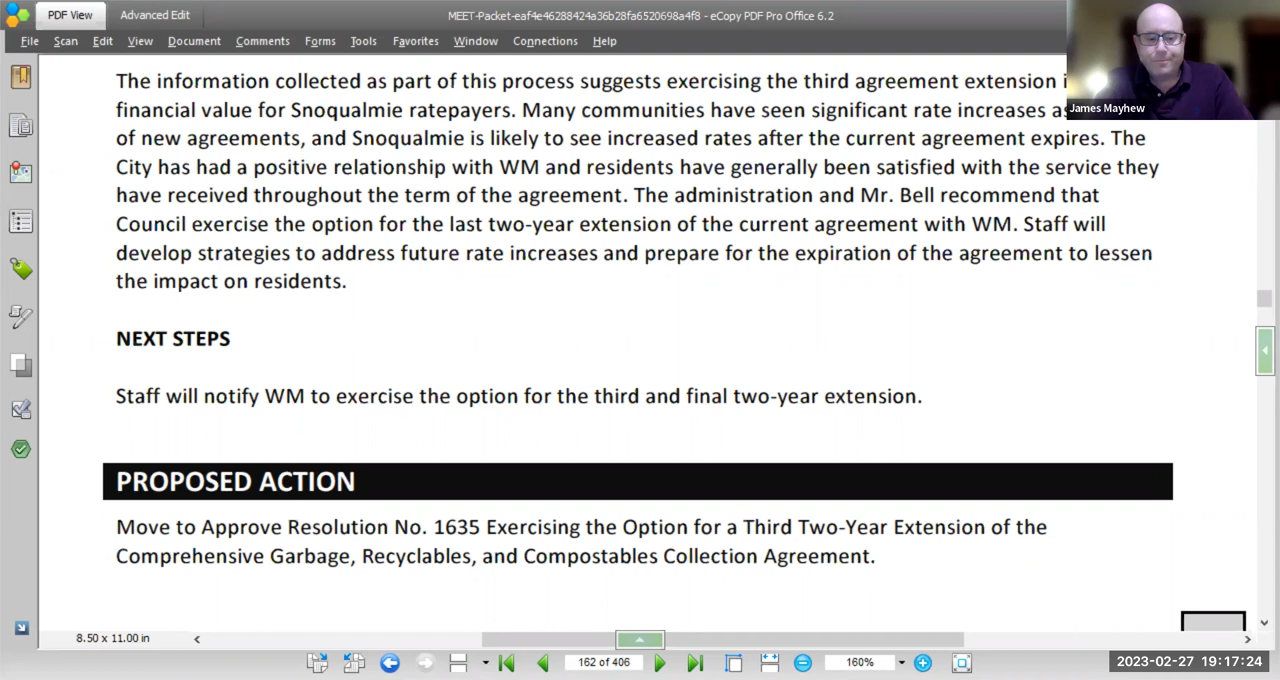 PDF View
Advanced Edit
MEET-Packet-eaf4e46288424a36b28fa6520698a4f8 - eCopy PDF Pro Office 6.2
File Scan Edit View Document Comments Forms Tools Favorites Window Connections Help
James Mayhew
The information collected as part of this process suggests exercising the third agreement extension
financial value for Snoqualmie ratepayers. Many communities have seen significant rate increases
of new agreements, and Snoqualmie is likely to see increased rates after the current agreement expires. The
City has had a positive relationship with WM and residents have generally been satisfied with the service they
have received throughout the term of the agreement. The administration and Mr. Bell recommend that
Council exercise the option for the last two-year extension of the current agreement with WM. Staff will
develop strategies to address future rate increases and prepare for the expiration of the agreement to lessen
the impact on residents.
NEXT STEPS
Staff will notify WM to exercise the option for the third and final two-year extension.
PROPOSED ACTION
Move to Approve Resolution No. 1635 Exercising the Option for a Third Two-Year Extension of the
Comprehensive Garbage, Recyclables, and Compostables Collection Agreement.
8.50 x 11.00 in
162 of 406
160%
2023-02-27 19:17:24